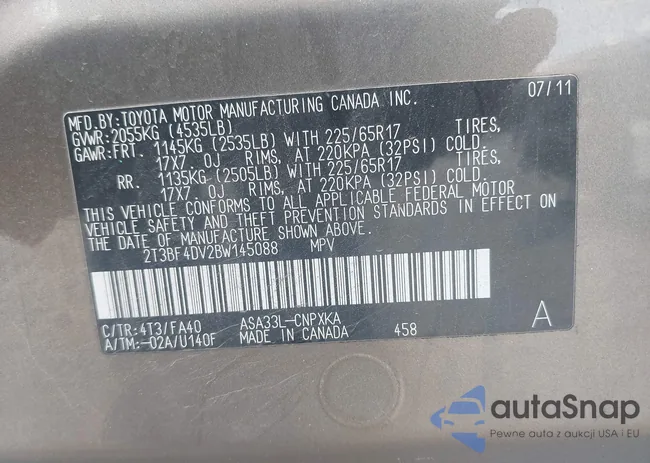 MFD.BY:TOYOTA MOTOR MANUFACTURING CANADA INC. 07/11
GVWR:2055KG (4535LB)
GAWR:FRT. 1145KG (2535LB) WITH 225/65R17 TIRES,
17X7.0J RIMS, AT 220KPA (32PSI) COLD.
RR. 1135KG (2505LB) WITH 225/65R17 TIRES,
17X7.0J RIMS, AT 220KPA (32PSI) COLD.
THIS VEHICLE CONFORMS TO ALL APPLICABLE FEDERAL MOTOR
VEHICLE SAFETY AND THEFT PREVENTION STANDARDS IN EFFECT ON
THE DATE OF MANUFACTURE SHOWN ABOVE.
2T3BF4DV2BW145088 MPV
C/TR:4T3/FA40 ASA33L-CNPXKA
A/TM:-02A/U140F MADE IN CANADA 458 A
autaSnap
Pewne auta z aukcji USA i EU